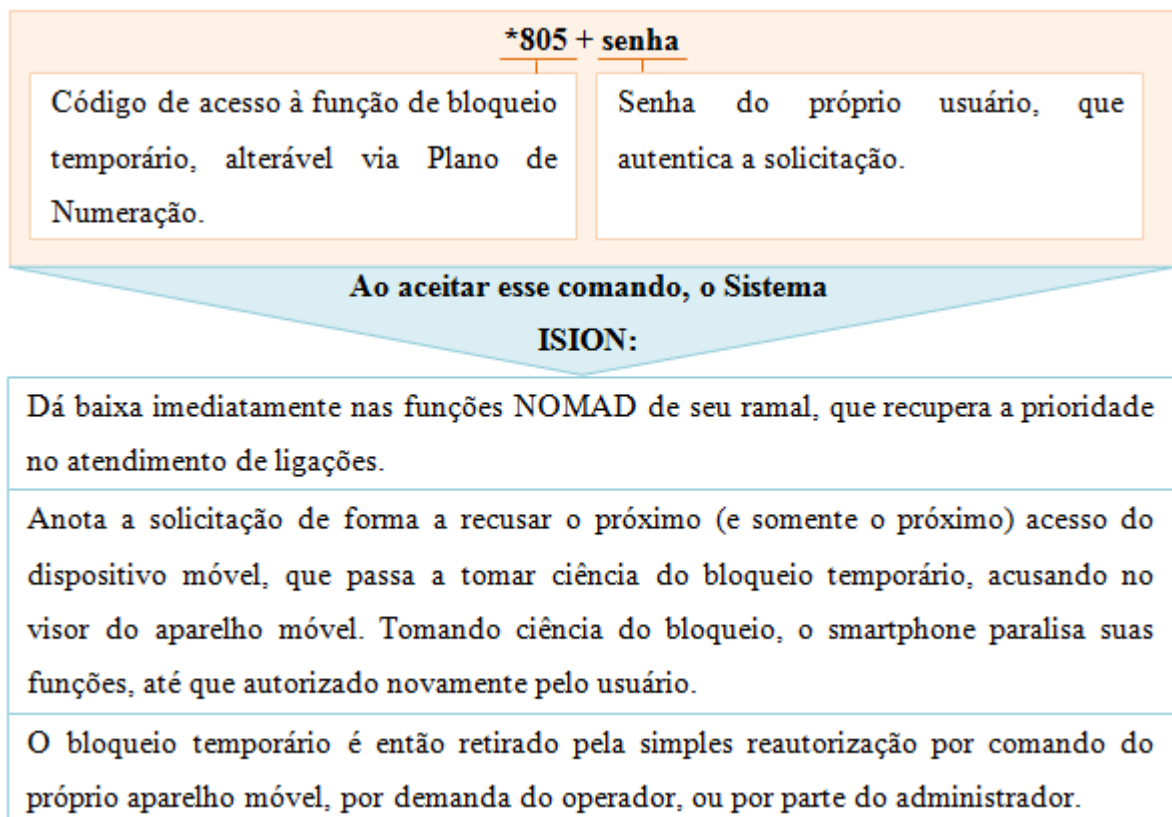 *805 + senha
Código de acesso à função de bloqueio
temporário, alterável via Plano de
Numeração.
Senha do próprio usuário, que
autentica a solicitação.
Ao aceitar esse comando, o Sistema
ISION:
Dá baixa imediatamente nas funções NOMAD de seu ramal, que recupera a prioridade
no atendimento de ligações.
Anota a solicitação de forma a recusar o próximo (e somente o próximo) acesso do
dispositivo móvel, que passa a tomar ciência do bloqueio temporário, acusando no
visor do aparelho móvel. Tomando ciência do bloqueio, o smartphone paralisa suas
funções, até que autorizado novamente pelo usuário.
O bloqueio temporário é então retirado pela simples reautorização por comando do
próprio aparelho móvel, por demanda do operador, ou por parte do administrador.